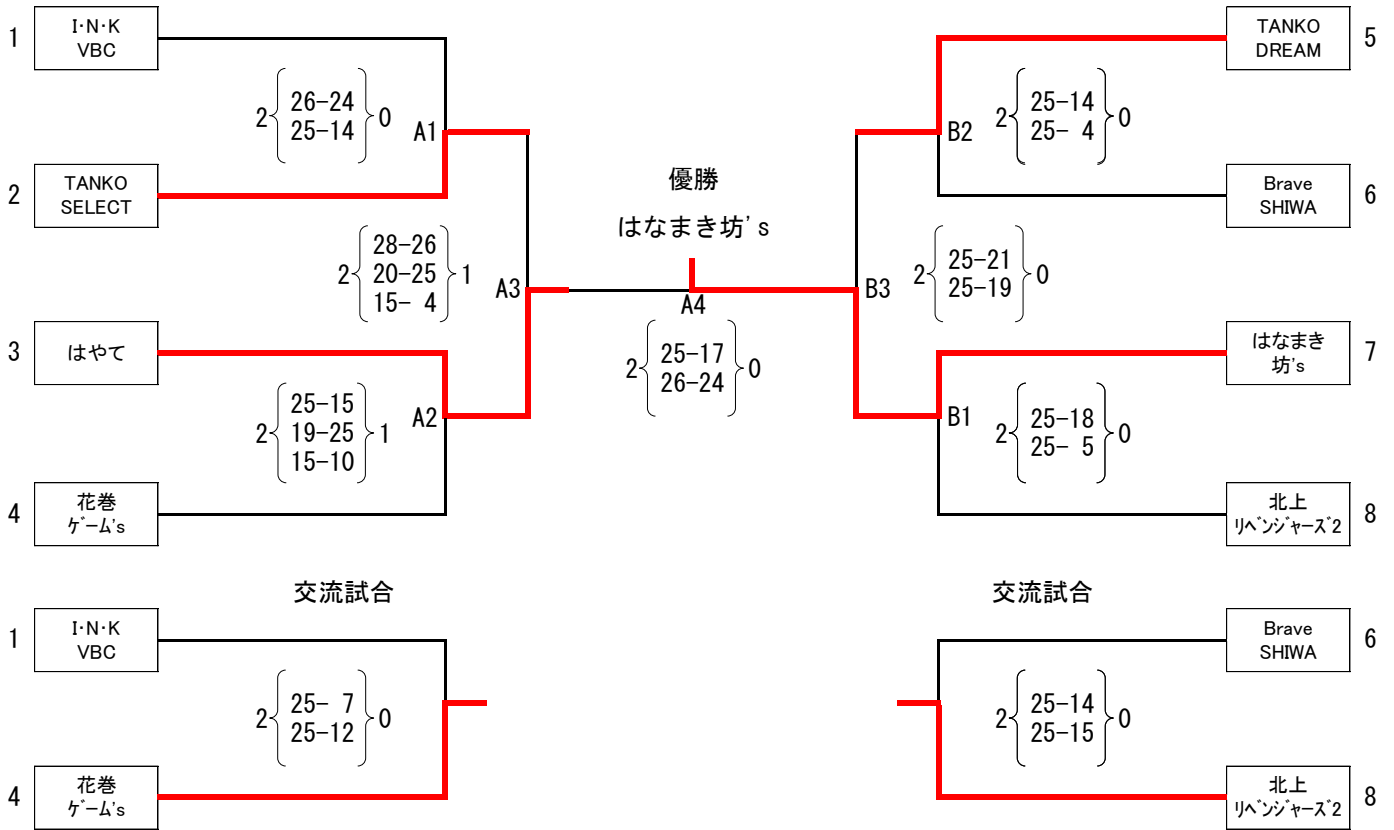 1
I・N・K
VBC
2
26-24
25-14
0
A1
2
TANKO
SELECT
2
28-26
20-25
15- 4
1
A3
3
はやて
2
25-15
19-25
15-10
1
A2
4
花巻
ｹﾞｰﾑ's
優勝
はなまき坊's
A4
2
25-17
26-24
0
TANKO
DREAM
5
B2
2
25-14
25- 4
0
Brave
SHIWA
6
B3
2
25-21
25-19
0
はなまき
坊's
7
B1
2
25-18
25- 5
0
北上
ﾘﾍﾞﾝｼﾞｬｰｽﾞ2
8
交流試合
1
I・N・K
VBC
2
25- 7
25-12
0
4
花巻
ｹﾞｰﾑ's
交流試合
Brave
SHIWA
6
2
25-14
25-15
0
北上
ﾘﾍﾞﾝｼﾞｬｰｽﾞ2
8